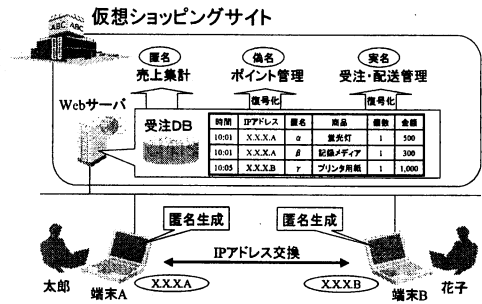 仮想ショッピングサイト
ABC ABC
匿名
偽名
実名
売上集計
ポイント管理
受注・配送管理
復号化
復号化
Webサーバ
受注DB
時間 IPアドレス 匿名 商品 個数 金額
10:01 X.X.X.A α 蛍光灯 1 500
10:01 X.X.X.A β 記録メディア 1 300
10:05 X.X.X.B γ プリンタ用紙 1 1,000
匿名生成
匿名生成
IPアドレス交換
太郎
端末A
X.X.X.A
X.X.X.B
端末B
花子